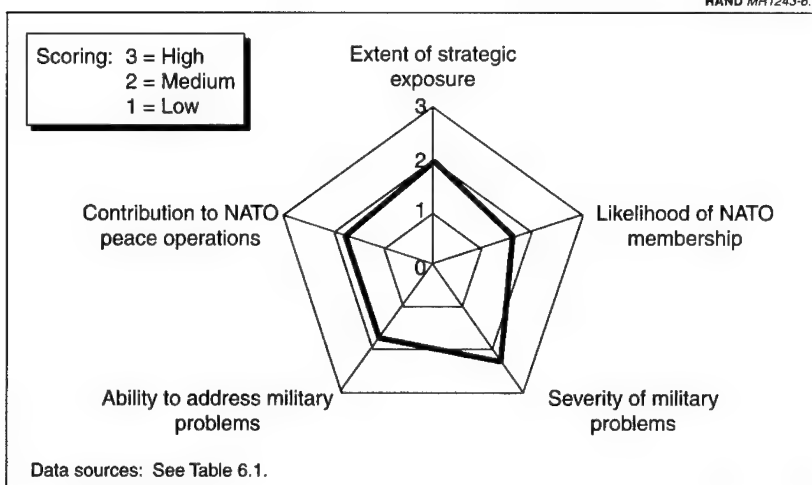 RAND MR1243-6.
Scoring: 3 = High
2 = Medium
1 = Low
Extent of strategic
exposure
3
2
1
0
Contribution to NATO
peace operations
Likelihood of NATO
membership
Ability to address military
problems
Severity of military
problems
Data sources: See Table 6.1.